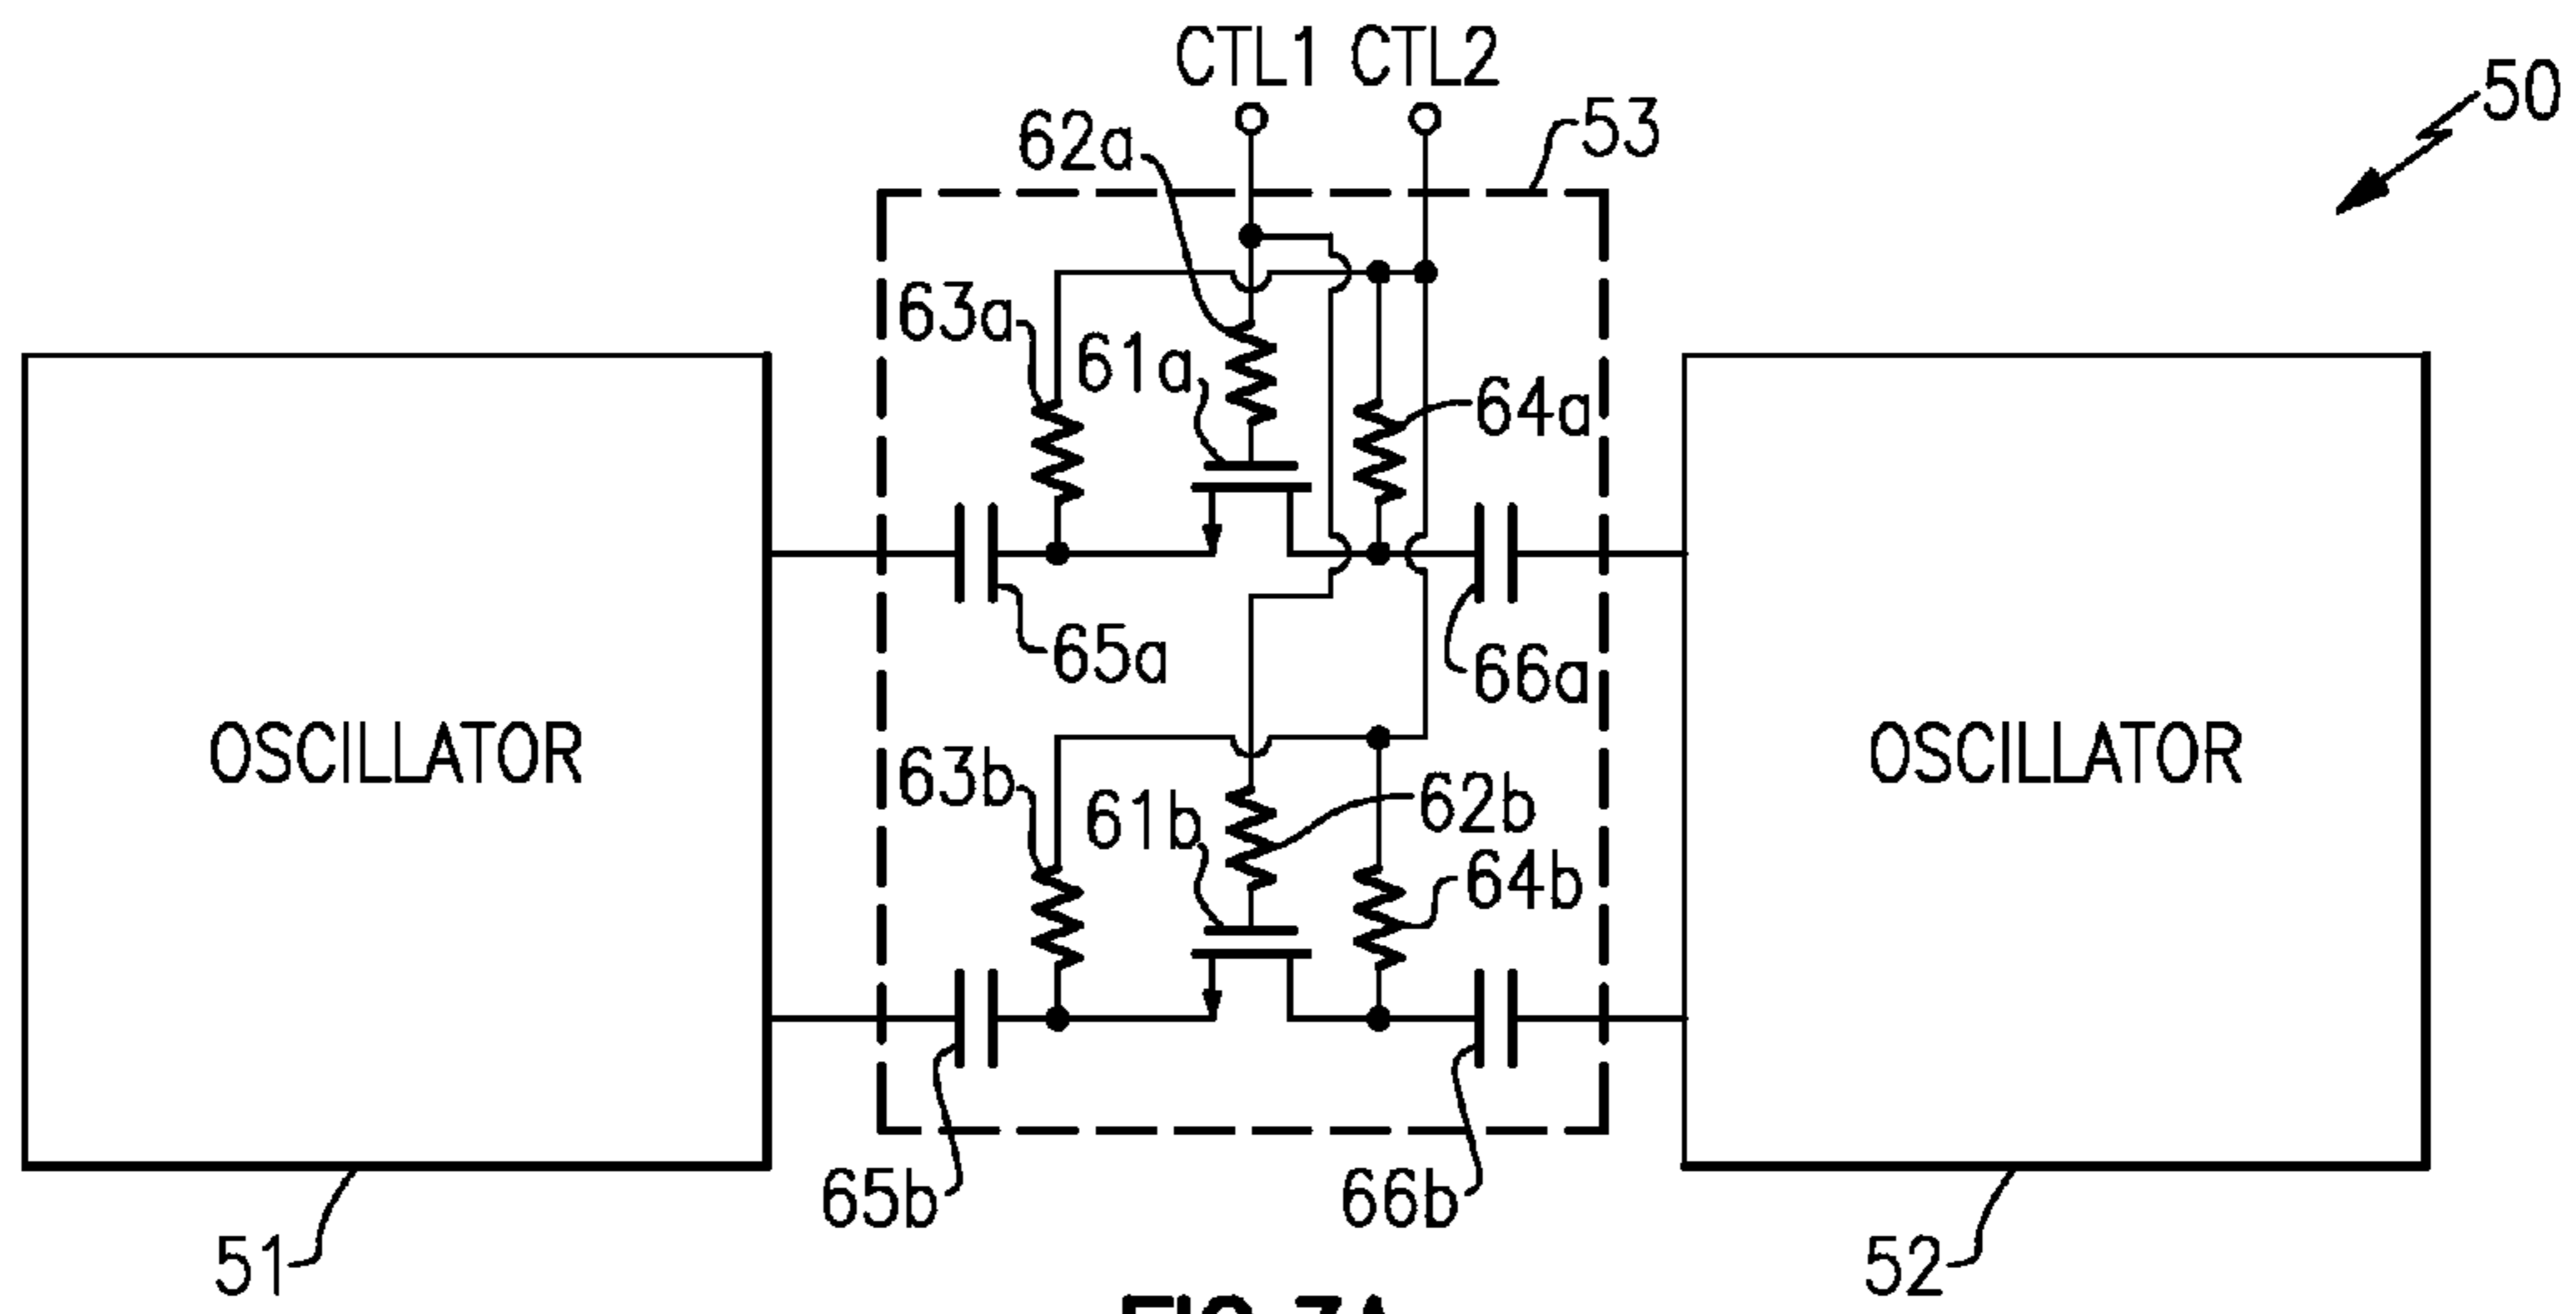 CTL1 CTL2
50
53
62a
63a
61a
64a
65a
66a
OSCILLATOR
OSCILLATOR
63b
61b
62b
64b
65b
66b
51
52